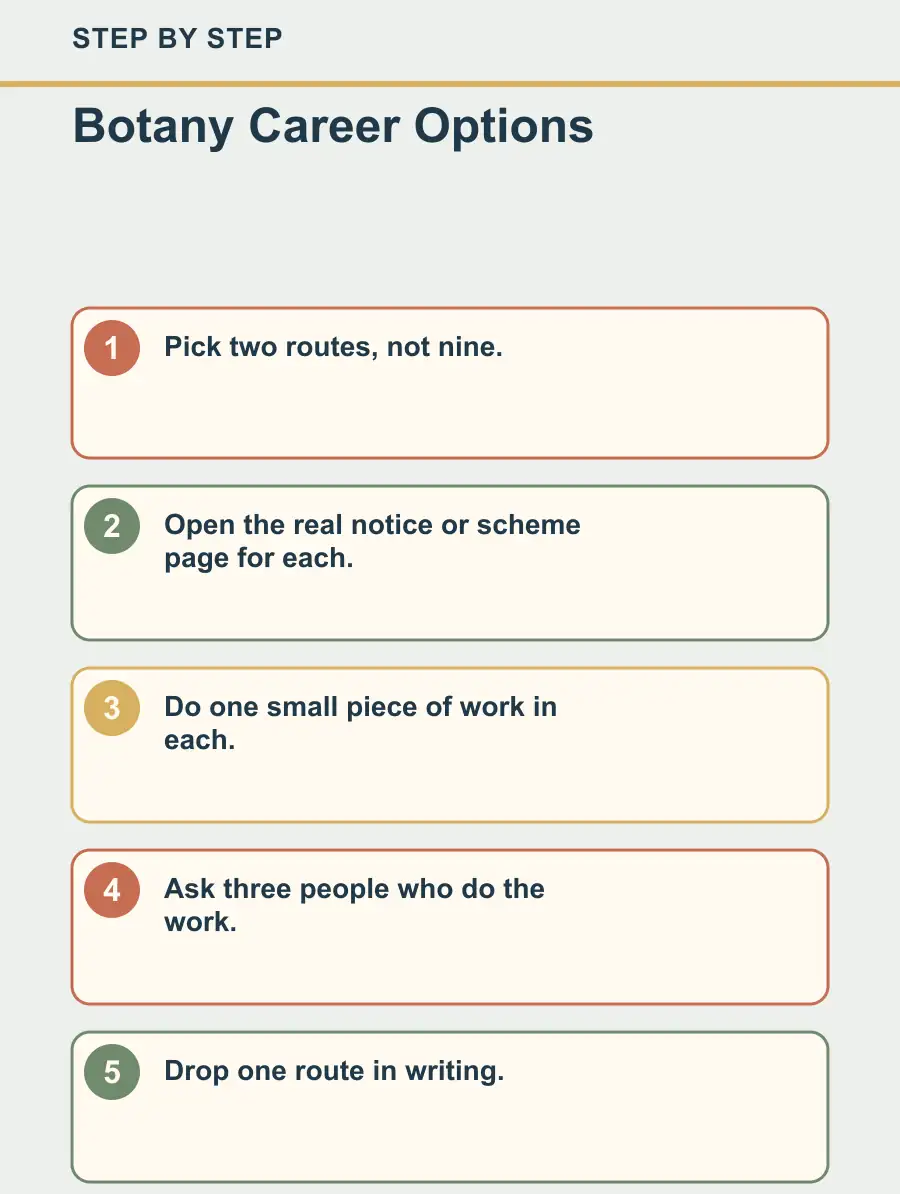 STEP BY STEP
Botany Career Options
1
Pick two routes, not nine.
2
Open the real notice or scheme
page for each.
3
Do one small piece of work in
each.
4
Ask three people who do the
work.
5
Drop one route in writing.